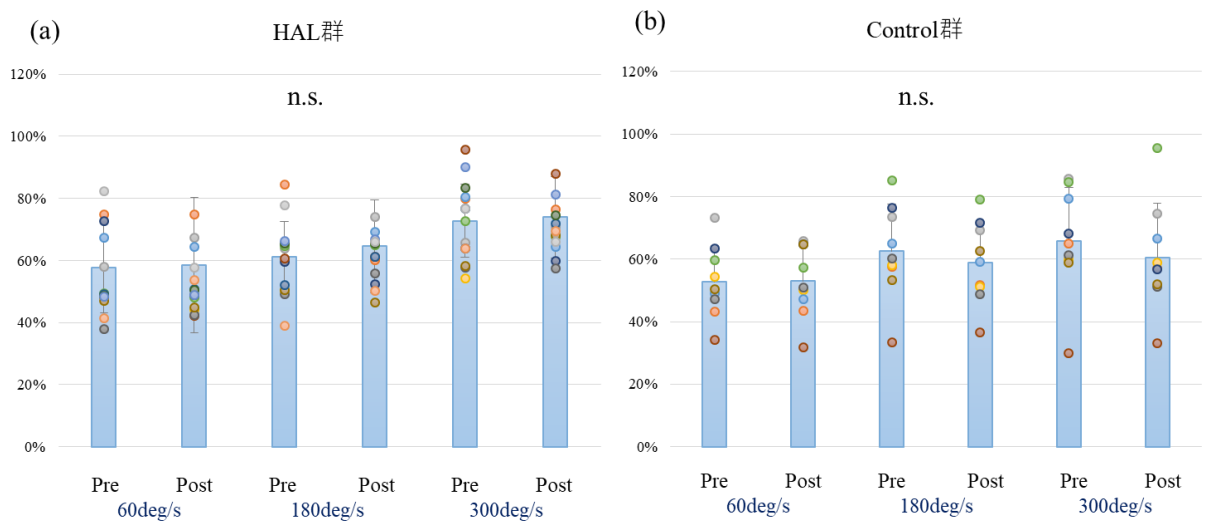 (a)
HAL群
120%
n.s.
100%
80%
60%
40%
20%
0%
Pre Post Pre Post Pre Post
60deg/s 180deg/s 300deg/s
(b)
Control群
120%
n.s.
100%
80%
60%
40%
20%
0%
Pre Post Pre Post Pre Post
60deg/s 180deg/s 300deg/s